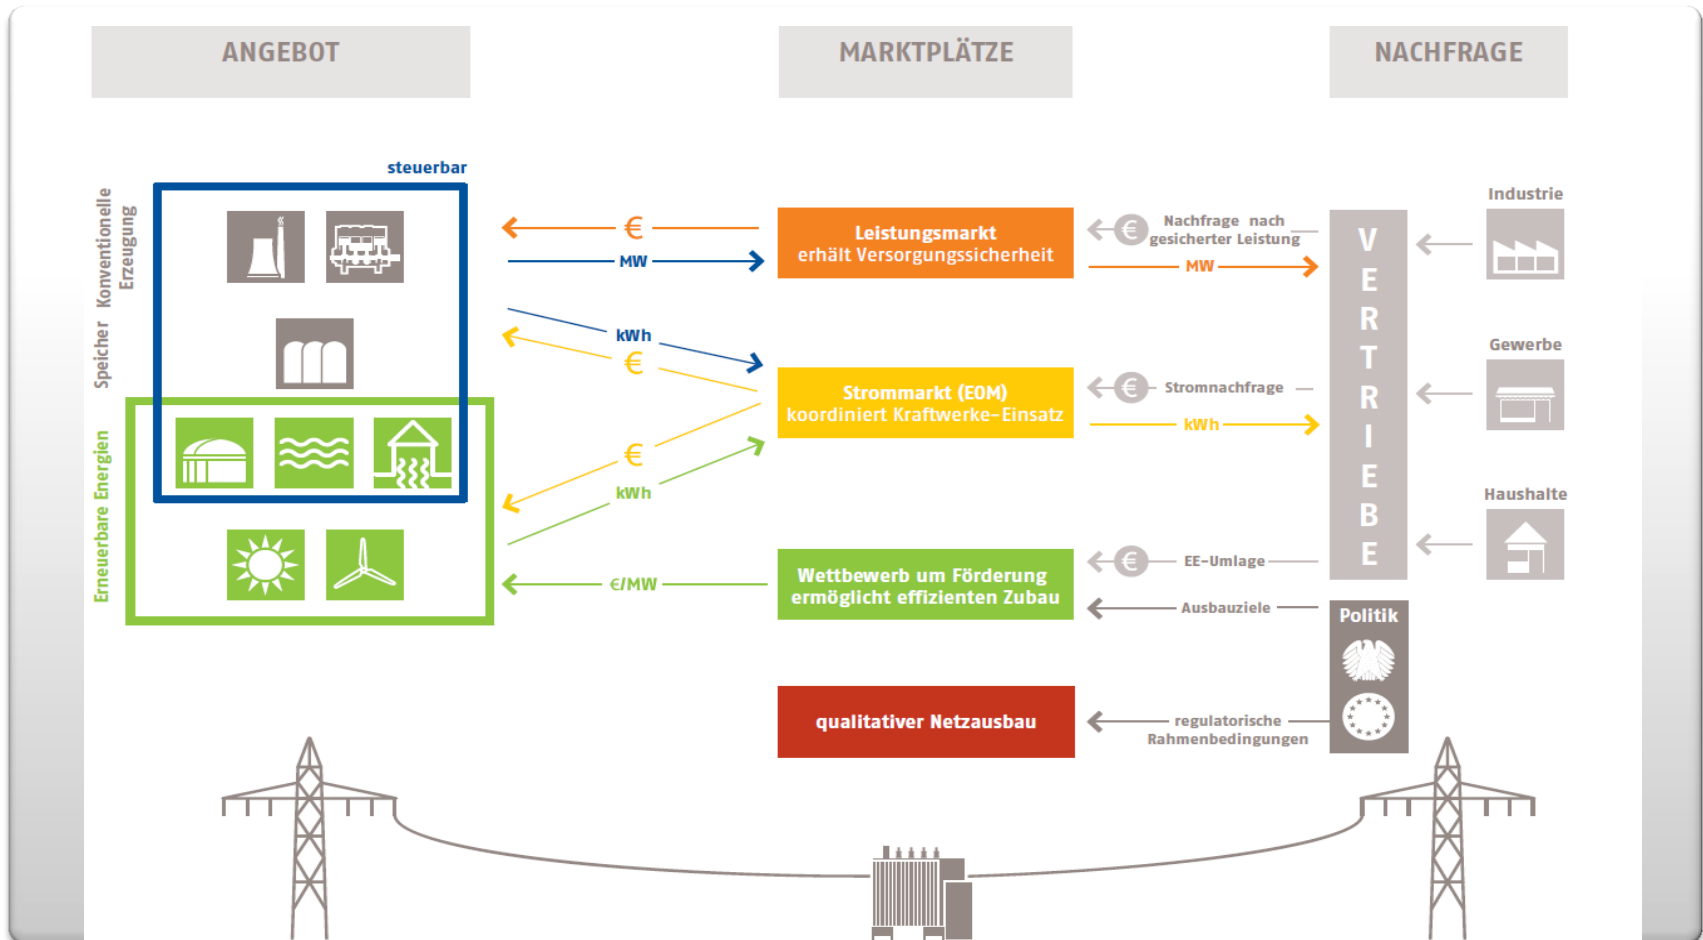 ANGEBOT
MARKTPLÄTZE
NACHFRAGE
steuerbar
Konventionelle
Erzeugung
Speicher
Erneuerbare Energien
€
MW
kWh
€
€
kWh
€/MW
Leistungsmarkt
erhält Versorgungssicherheit
Strommarkt (EOM)
koordiniert Kraftwerke-Einsatz
Wettbewerb um Förderung
ermöglicht effizienten Zubau
qualitativer Netzausbau
€
Nachfrage nach
gesicherter Leistung
MW
€
Stromnachfrage
kWh
€
EE-Umlage
Ausbauziele
regulatorische
Rahmenbedingungen
VERTRIEBE
Politik
Industrie
Gewerbe
Haushalte